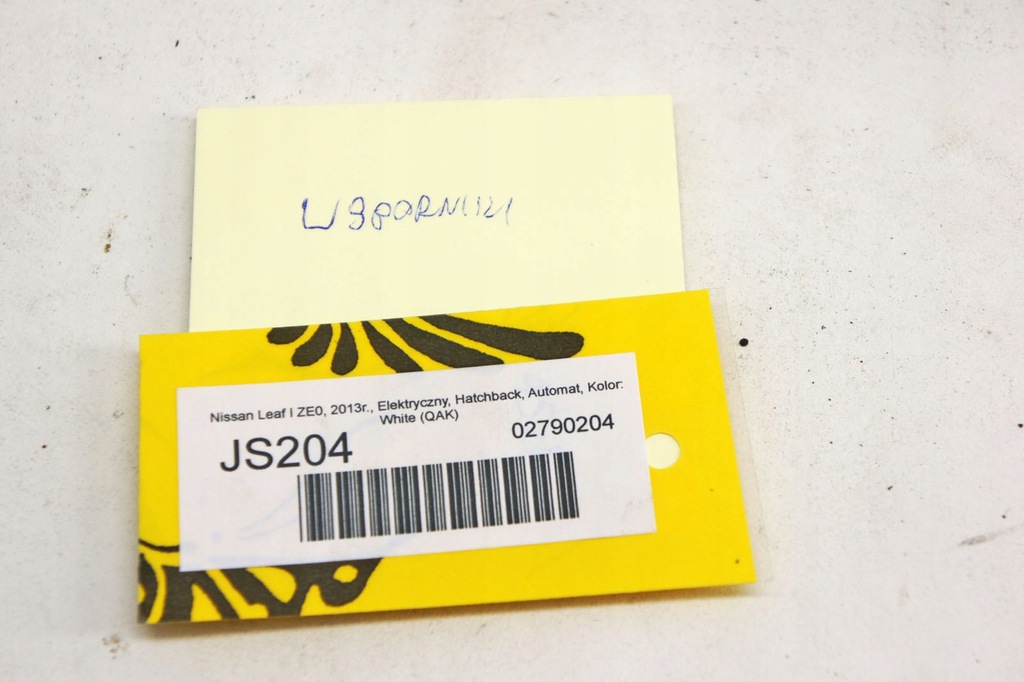 WSPORNIKI
Nissan Leaf I ZE0, 2013r., Elektryczny, Hatchback, Automat, Kolor:
White (QAK)
JS204
02790204